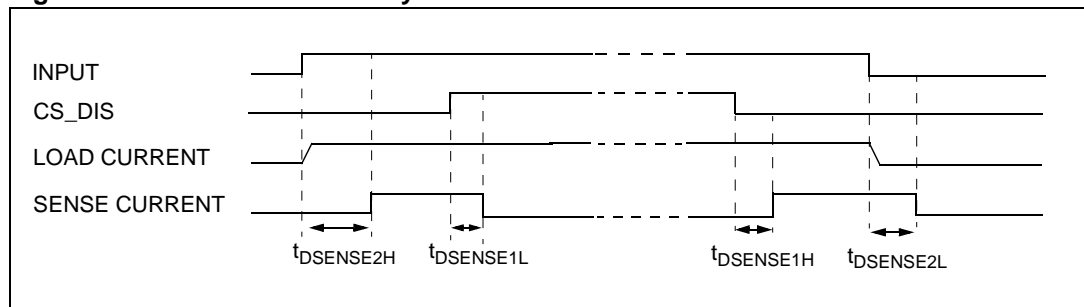 INPUT
CS_DIS
LOAD CURRENT
SENSE CURRENT
tDSENSE2H tDSENSE1L tDSENSE1H tDSENSE2L